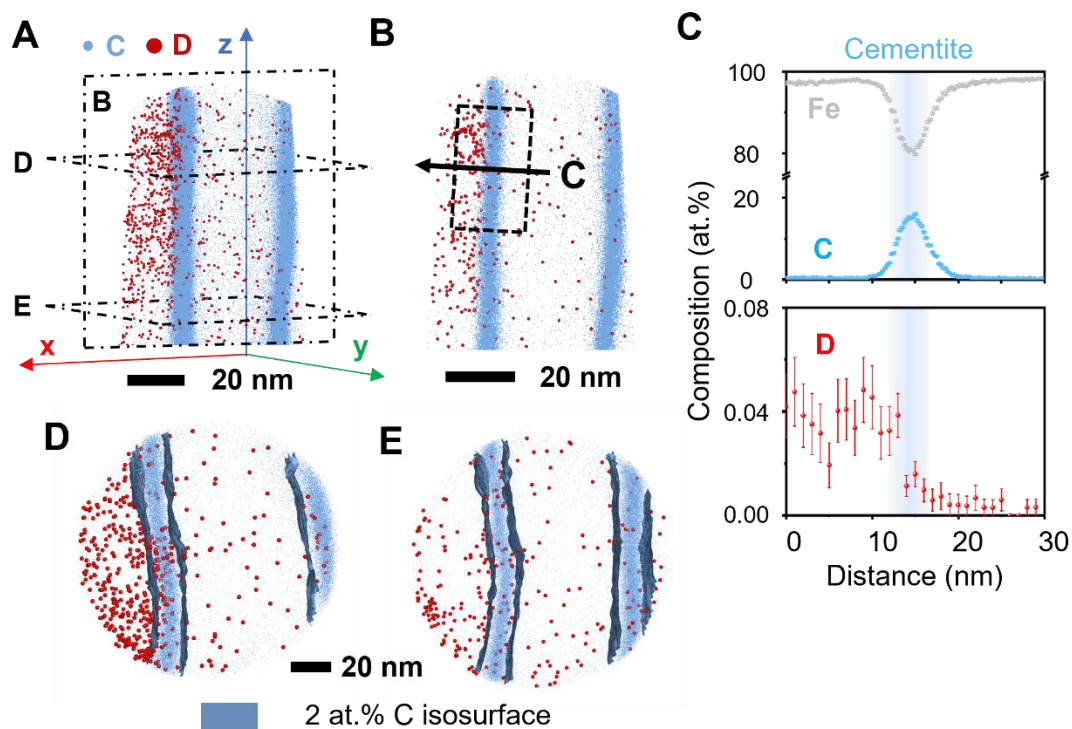 A
C D
z
B
D
E
x
y
20 nm
B
C
20 nm
C
Cementite
100
Fe
80
20
C
0
0.08
D
0.04
0.00
0 10 20 30
Composition (at.%)
Distance (nm)
D
E
20 nm
2 at.% C isosurface